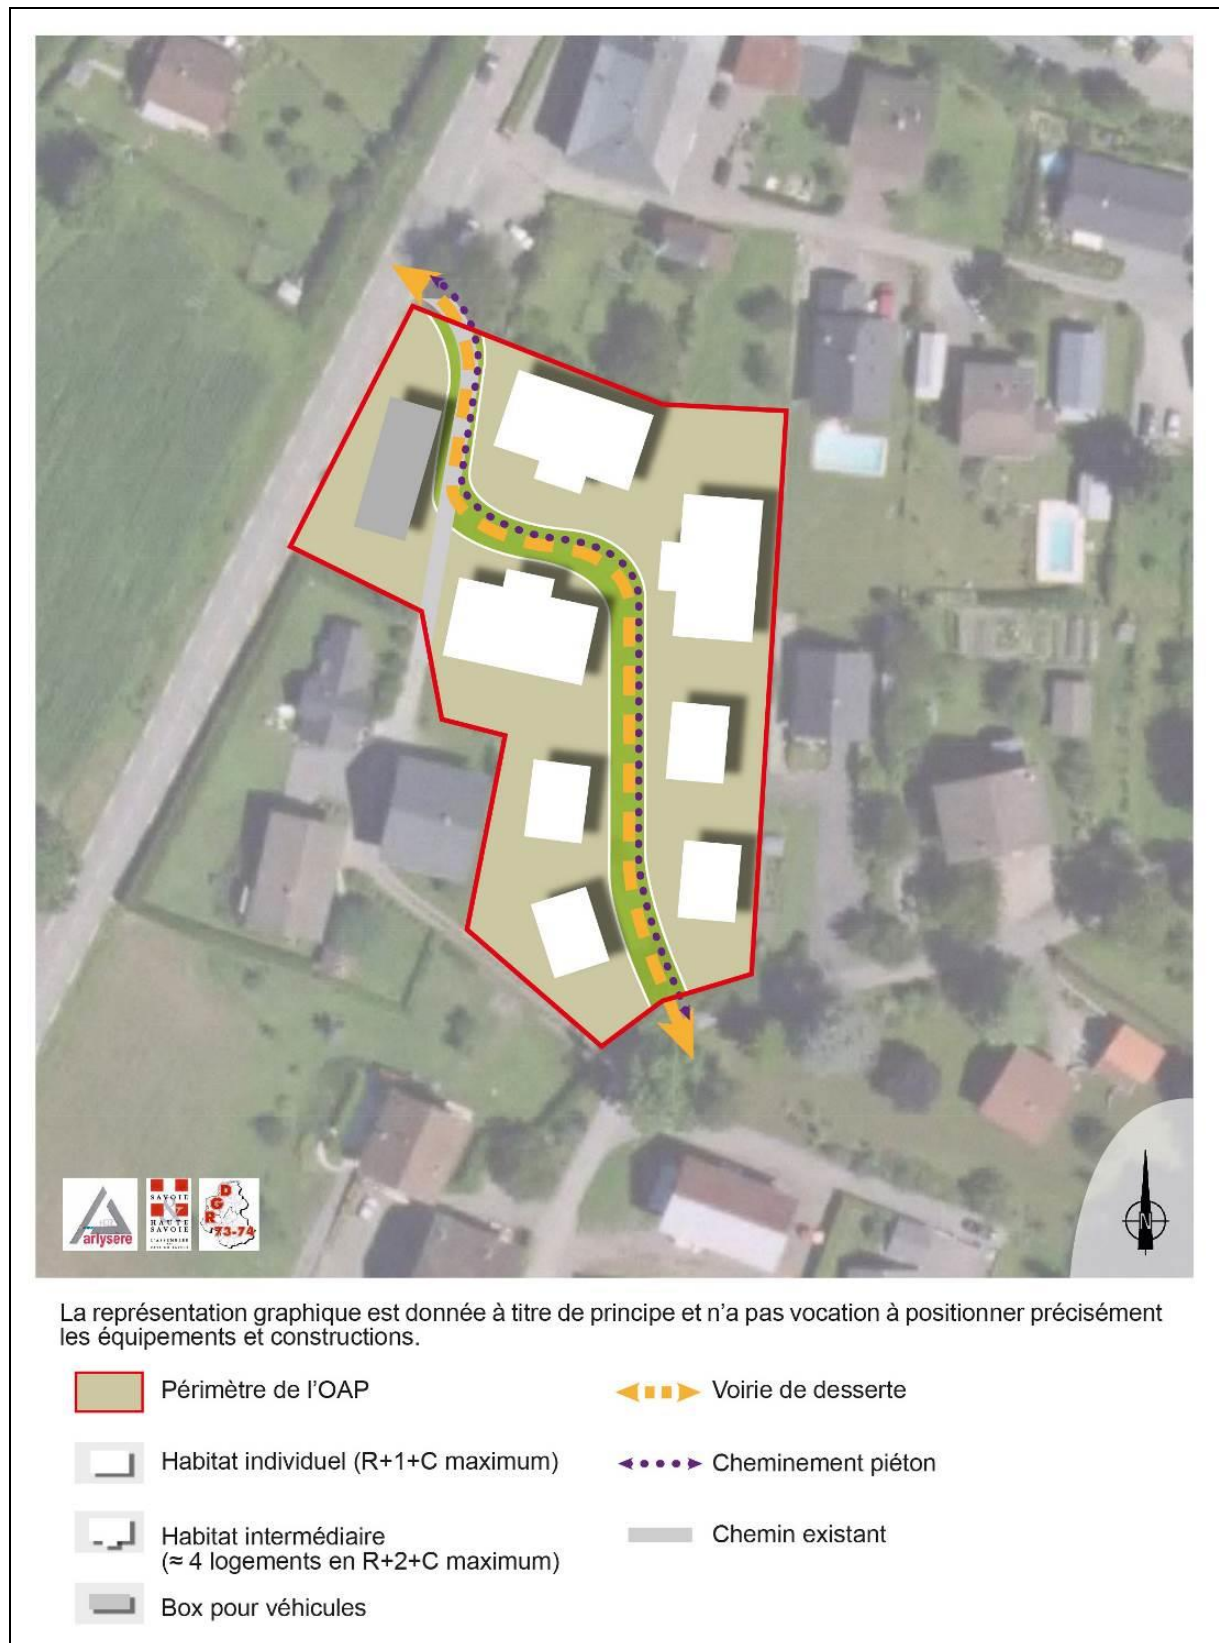 arlysère
SAVOIE
HAUTE
SAVOIE
D
G
R
73-74
N
La représentation graphique est donnée à titre de principe et n'a pas vocation à positionner précisément
les équipements et constructions.
Périmètre de l'OAP
Voirie de desserte
Habitat individuel (R+1+C maximum)
Cheminement piéton
Habitat intermédiaire
(≈ 4 logements en R+2+C maximum)
Chemin existant
Box pour véhicules